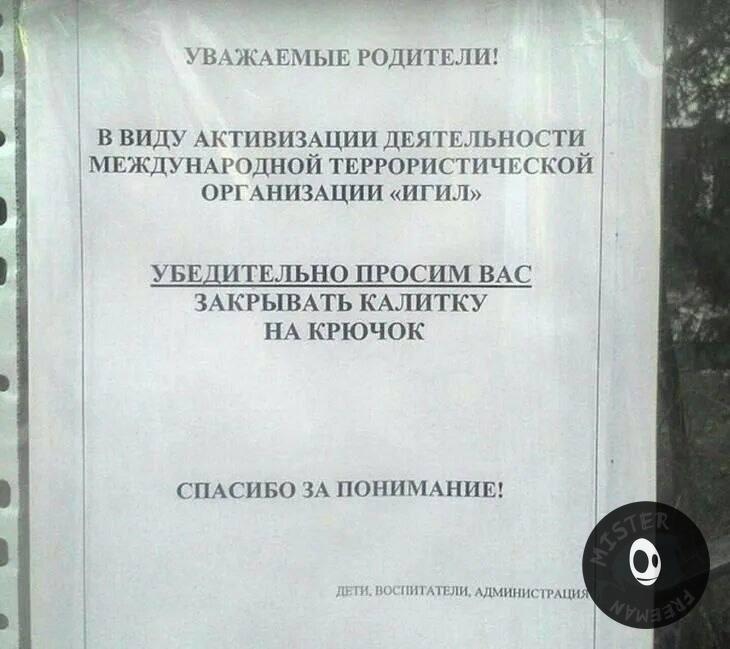 УВАЖАЕМЫЕ РОДИТЕЛИ!
В ВИДУ АКТИВИЗАЦИИ ДЕЯТЕЛЬНОСТИ
МЕЖДУНАРОДНОЙ ТЕРРОРИСТИЧЕСКОЙ
ОРГАНИЗАЦИИ «ИГИЛ»
УБЕДИТЕЛЬНО ПРОСИМ ВАС
ЗАКРЫВАТЬ КАЛИТКУ
НА КРЮЧОК
СПАСИБО ЗА ПОНИМАНИЕ!
ДЕТИ, ВОСПИТАТЕЛИ, АДМИНИСТРАЦИЯ
MISTER
FREEMAN